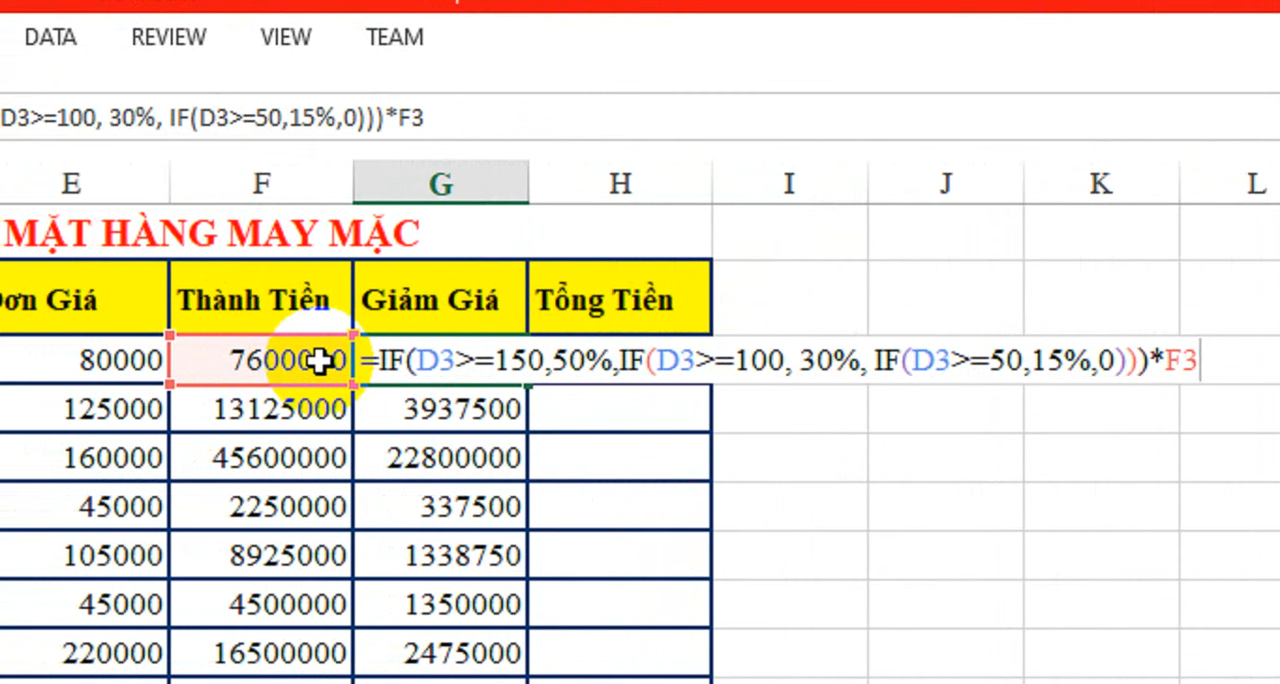 DATA REVIEW VIEW TEAM
D3>=100, 30%, IF(D3>=50,15%,0)))*F3
E F G H I J K L
MẶT HÀNG MAY MẶC
Đơn Giá Thành Tiền Giảm Giá Tổng Tiền
80000 =IF(D3>=150,50%,IF(D3>=100, 30%, IF(D3>=50,15%,0)))*F3
125000 13125000 3937500
160000 45600000 22800000
45000 2250000 337500
105000 8925000 1338750
45000 4500000 1350000
220000 16500000 2475000